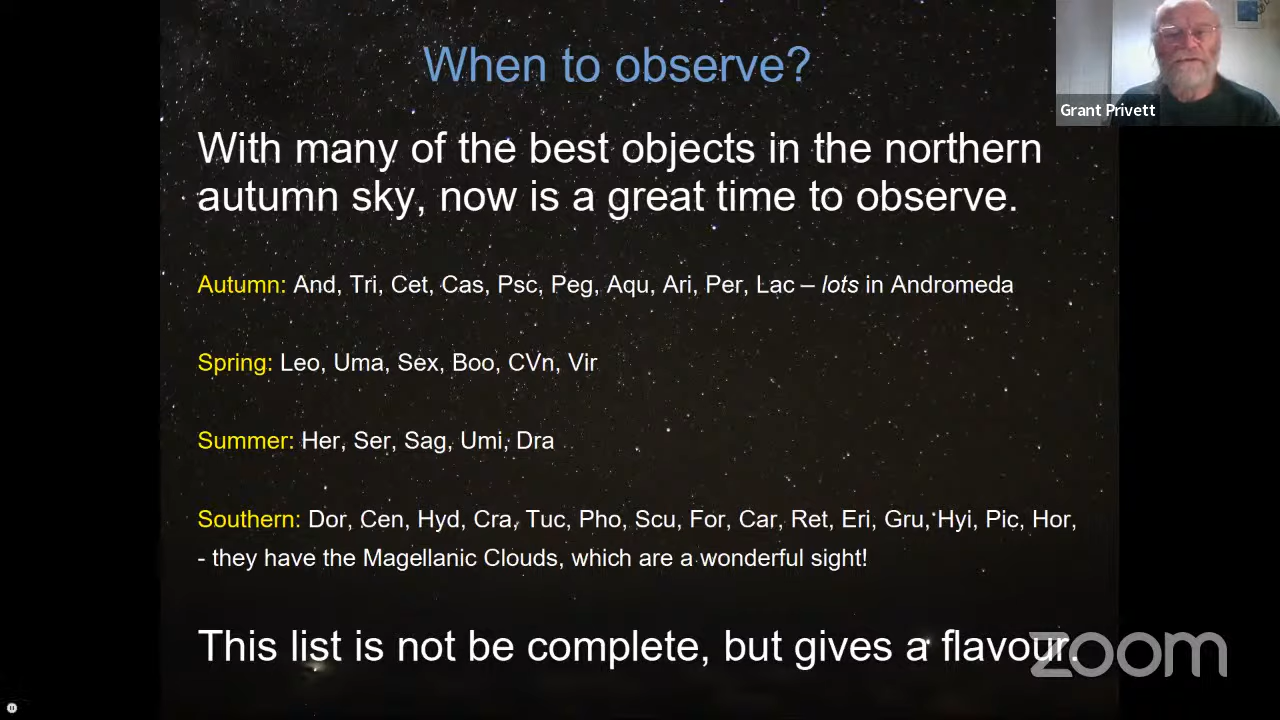 When to observe?
Grant Privett
With many of the best objects in the northern
autumn sky, now is a great time to observe.
Autumn: And, Tri, Cet, Cas, Psc, Peg, Aqu, Ari, Per, Lac – lots in Andromeda
Spring: Leo, Uma, Sex, Boo, CVn, Vir
Summer: Her, Ser, Sag, Umi, Dra
Southern: Dor, Cen, Hyd, Cra, Tuc, Pho, Scu, For, Car, Ret, Eri, Gru, Hyi, Pic, Hor,
- they have the Magellanic Clouds, which are a wonderful sight!
This list is not be complete, but gives a flavour.
zoom